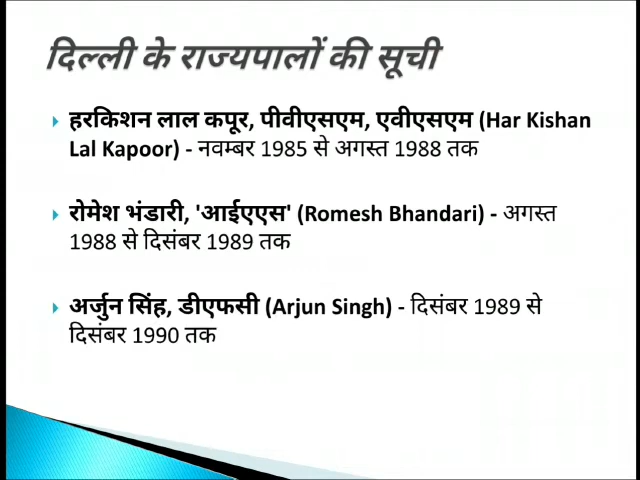 दिल्ली के राज्यपालों की सूची
हरकिशन लाल कपूर, पीवीएसएम, एवीएसएम (Har Kishan
Lal Kapoor) - नवम्बर 1985 से अगस्त 1988 तक
रोमेश भंडारी, 'आईएएस' (Romesh Bhandari) - अगस्त
1988 से दिसंबर 1989 तक
अर्जुन सिंह, डीएफसी (Arjun Singh) - दिसंबर 1989 से
दिसंबर 1990 तक